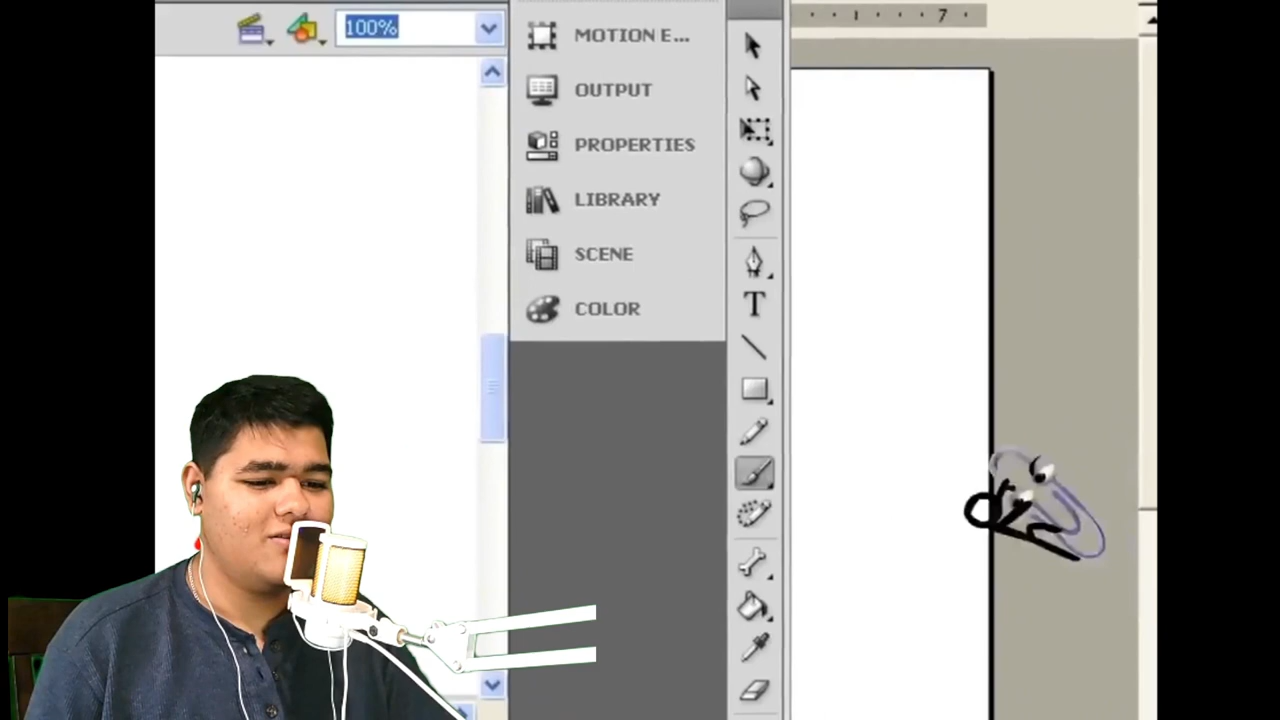 100%
MOTION E...
OUTPUT
PROPERTIES
LIBRARY
SCENE
COLOR
T
7